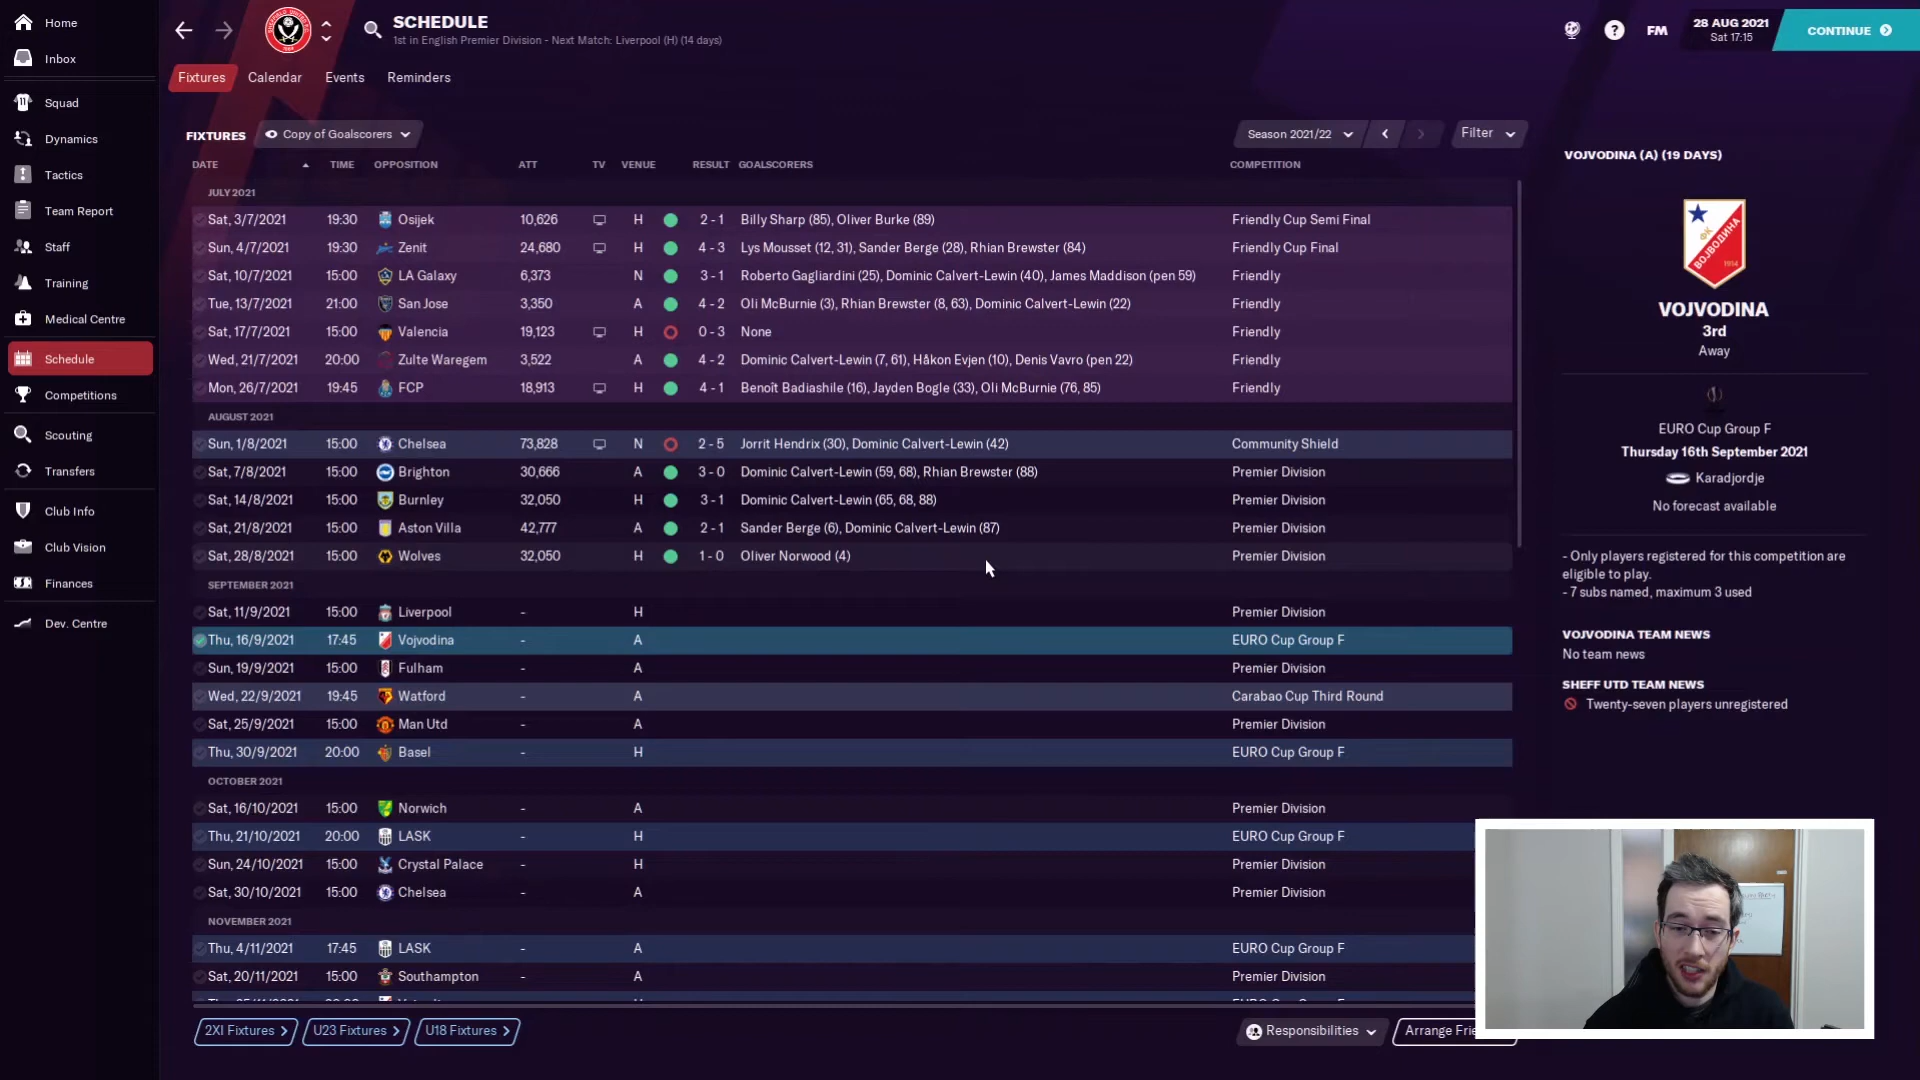 Home
Inbox
Squad
Dynamics
Tactics
Team Report
Staff
Training
Medical Centre
Schedule
Competitions
Scouting
Transfers
Club Info
Club Vision
Finances
Dev. Centre
SCHEDULE
1st in English Premier Division - Next Match: Liverpool (H) (14 days)
FM
28 AUG 2021
Sat 17:15
CONTINUE
Fixtures Calendar Events Reminders
FIXTURES Copy of Goalscorers Season 2021/22 Filter
DATE TIME OPPOSITION ATT TV VENUE RESULT GOALSCORERS COMPETITION
JULY 2021
Sat, 3/7/2021 19:30 Osijek 10,626 H 2 - 1 Billy Sharp (85), Oliver Burke (89) Friendly Cup Semi Final
Sun, 4/7/2021 19:30 Zenit 24,680 H 4 - 3 Lys Mousset (12, 31), Sander Berge (28), Rhian Brewster (84) Friendly Cup Final
Sat, 10/7/2021 15:00 LA Galaxy 6,373 N 3 - 1 Roberto Gagliardini (25), Dominic Calvert-Lewin (40), James Maddison (pen 59) Friendly
Tue, 13/7/2021 21:00 San Jose 3,350 A 4 - 2 Oli McBurnie (3), Rhian Brewster (8, 63), Dominic Calvert-Lewin (22) Friendly
Sat, 17/7/2021 15:00 Valencia 19,123 H 0 - 3 None Friendly
Wed, 21/7/2021 20:00 Zulte Waregem 3,522 A 4 - 2 Dominic Calvert-Lewin (7, 61), Håkon Evjen (10), Denis Vavro (pen 22) Friendly
Mon, 26/7/2021 19:45 FCP 18,913 H 4 - 1 Benoît Badiashile (16), Jayden Bogle (33), Oli McBurnie (76, 85) Friendly
AUGUST 2021
Sun, 1/8/2021 15:00 Chelsea 73,828 N 2 - 5 Jorrit Hendrix (30), Dominic Calvert-Lewin (42) Community Shield
Sat, 7/8/2021 15:00 Brighton 30,666 A 3 - 0 Dominic Calvert-Lewin (59, 68), Rhian Brewster (88) Premier Division
Sat, 14/8/2021 15:00 Burnley 32,050 H 3 - 1 Dominic Calvert-Lewin (65, 68, 88) Premier Division
Sat, 21/8/2021 15:00 Aston Villa 42,777 A 2 - 1 Sander Berge (6), Dominic Calvert-Lewin (87) Premier Division
Sat, 28/8/2021 15:00 Wolves 32,050 H 1 - 0 Oliver Norwood (4) Premier Division
SEPTEMBER 2021
Sat, 11/9/2021 15:00 Liverpool - H Premier Division
Thu, 16/9/2021 17:45 Vojvodina - A EURO Cup Group F
Sun, 19/9/2021 15:00 Fulham - A Premier Division
Wed, 22/9/2021 19:45 Watford - A Carabao Cup Third Round
Sat, 25/9/2021 15:00 Man Utd - A Premier Division
Thu, 30/9/2021 20:00 Basel - H EURO Cup Group F
OCTOBER 2021
Sat, 16/10/2021 15:00 Norwich - A Premier Division
Thu, 21/10/2021 20:00 LASK - H EURO Cup Group F
Sun, 24/10/2021 15:00 Crystal Palace - H Premier Division
Sat, 30/10/2021 15:00 Chelsea - A Premier Division
NOVEMBER 2021
Thu, 4/11/2021 17:45 LASK - A EURO Cup Group F
Sat, 20/11/2021 15:00 Southampton - A Premier Division
2XI Fixtures U23 Fixtures U18 Fixtures Responsibilities Arrange
VOJVODINA (A) (19 DAYS)
ФК
ВОЈВОДИНА
1914
VOJVODINA
3rd
Away
EURO Cup Group F
Thursday 16th September 2021
Karadjordje
No forecast available
- Only players registered for this competition are
eligible to play.
- 7 subs named, maximum 3 used
VOJVODINA TEAM NEWS
No team news
SHEFF UTD TEAM NEWS
Twenty-seven players unregistered